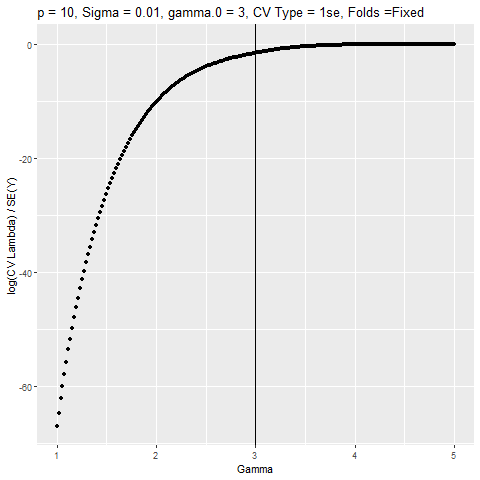 p = 10, Sigma = 0.01, gamma.0 = 3, CV Type = 1se, Folds =Fixed
log(CV Lambda) / SE(Y)
0
-20
-40
-60
1 2 3 4 5
Gamma